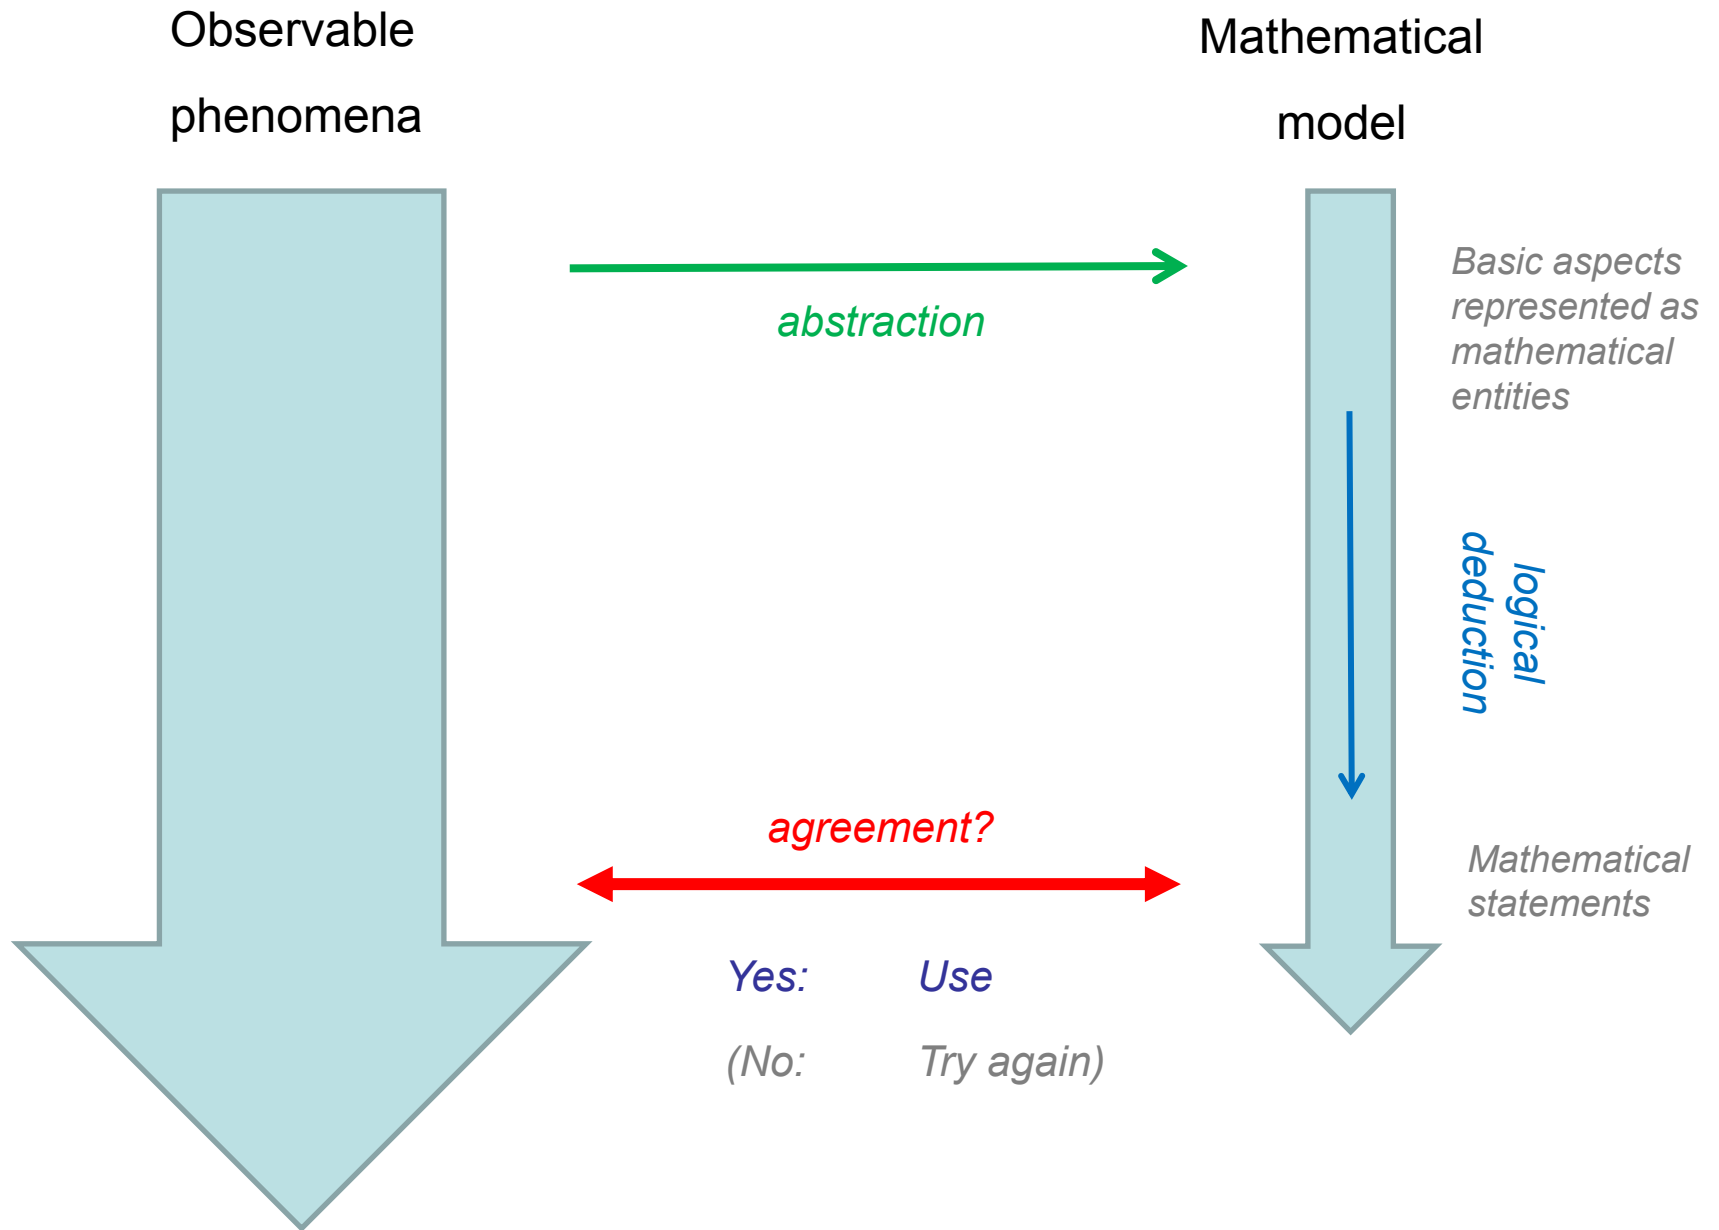 Observable
phenomena
Mathematical
model
abstraction
Basic aspects
represented as
mathematical
entities
logical
deduction
agreement?
Mathematical
statements
Yes: Use
(No: Try again)